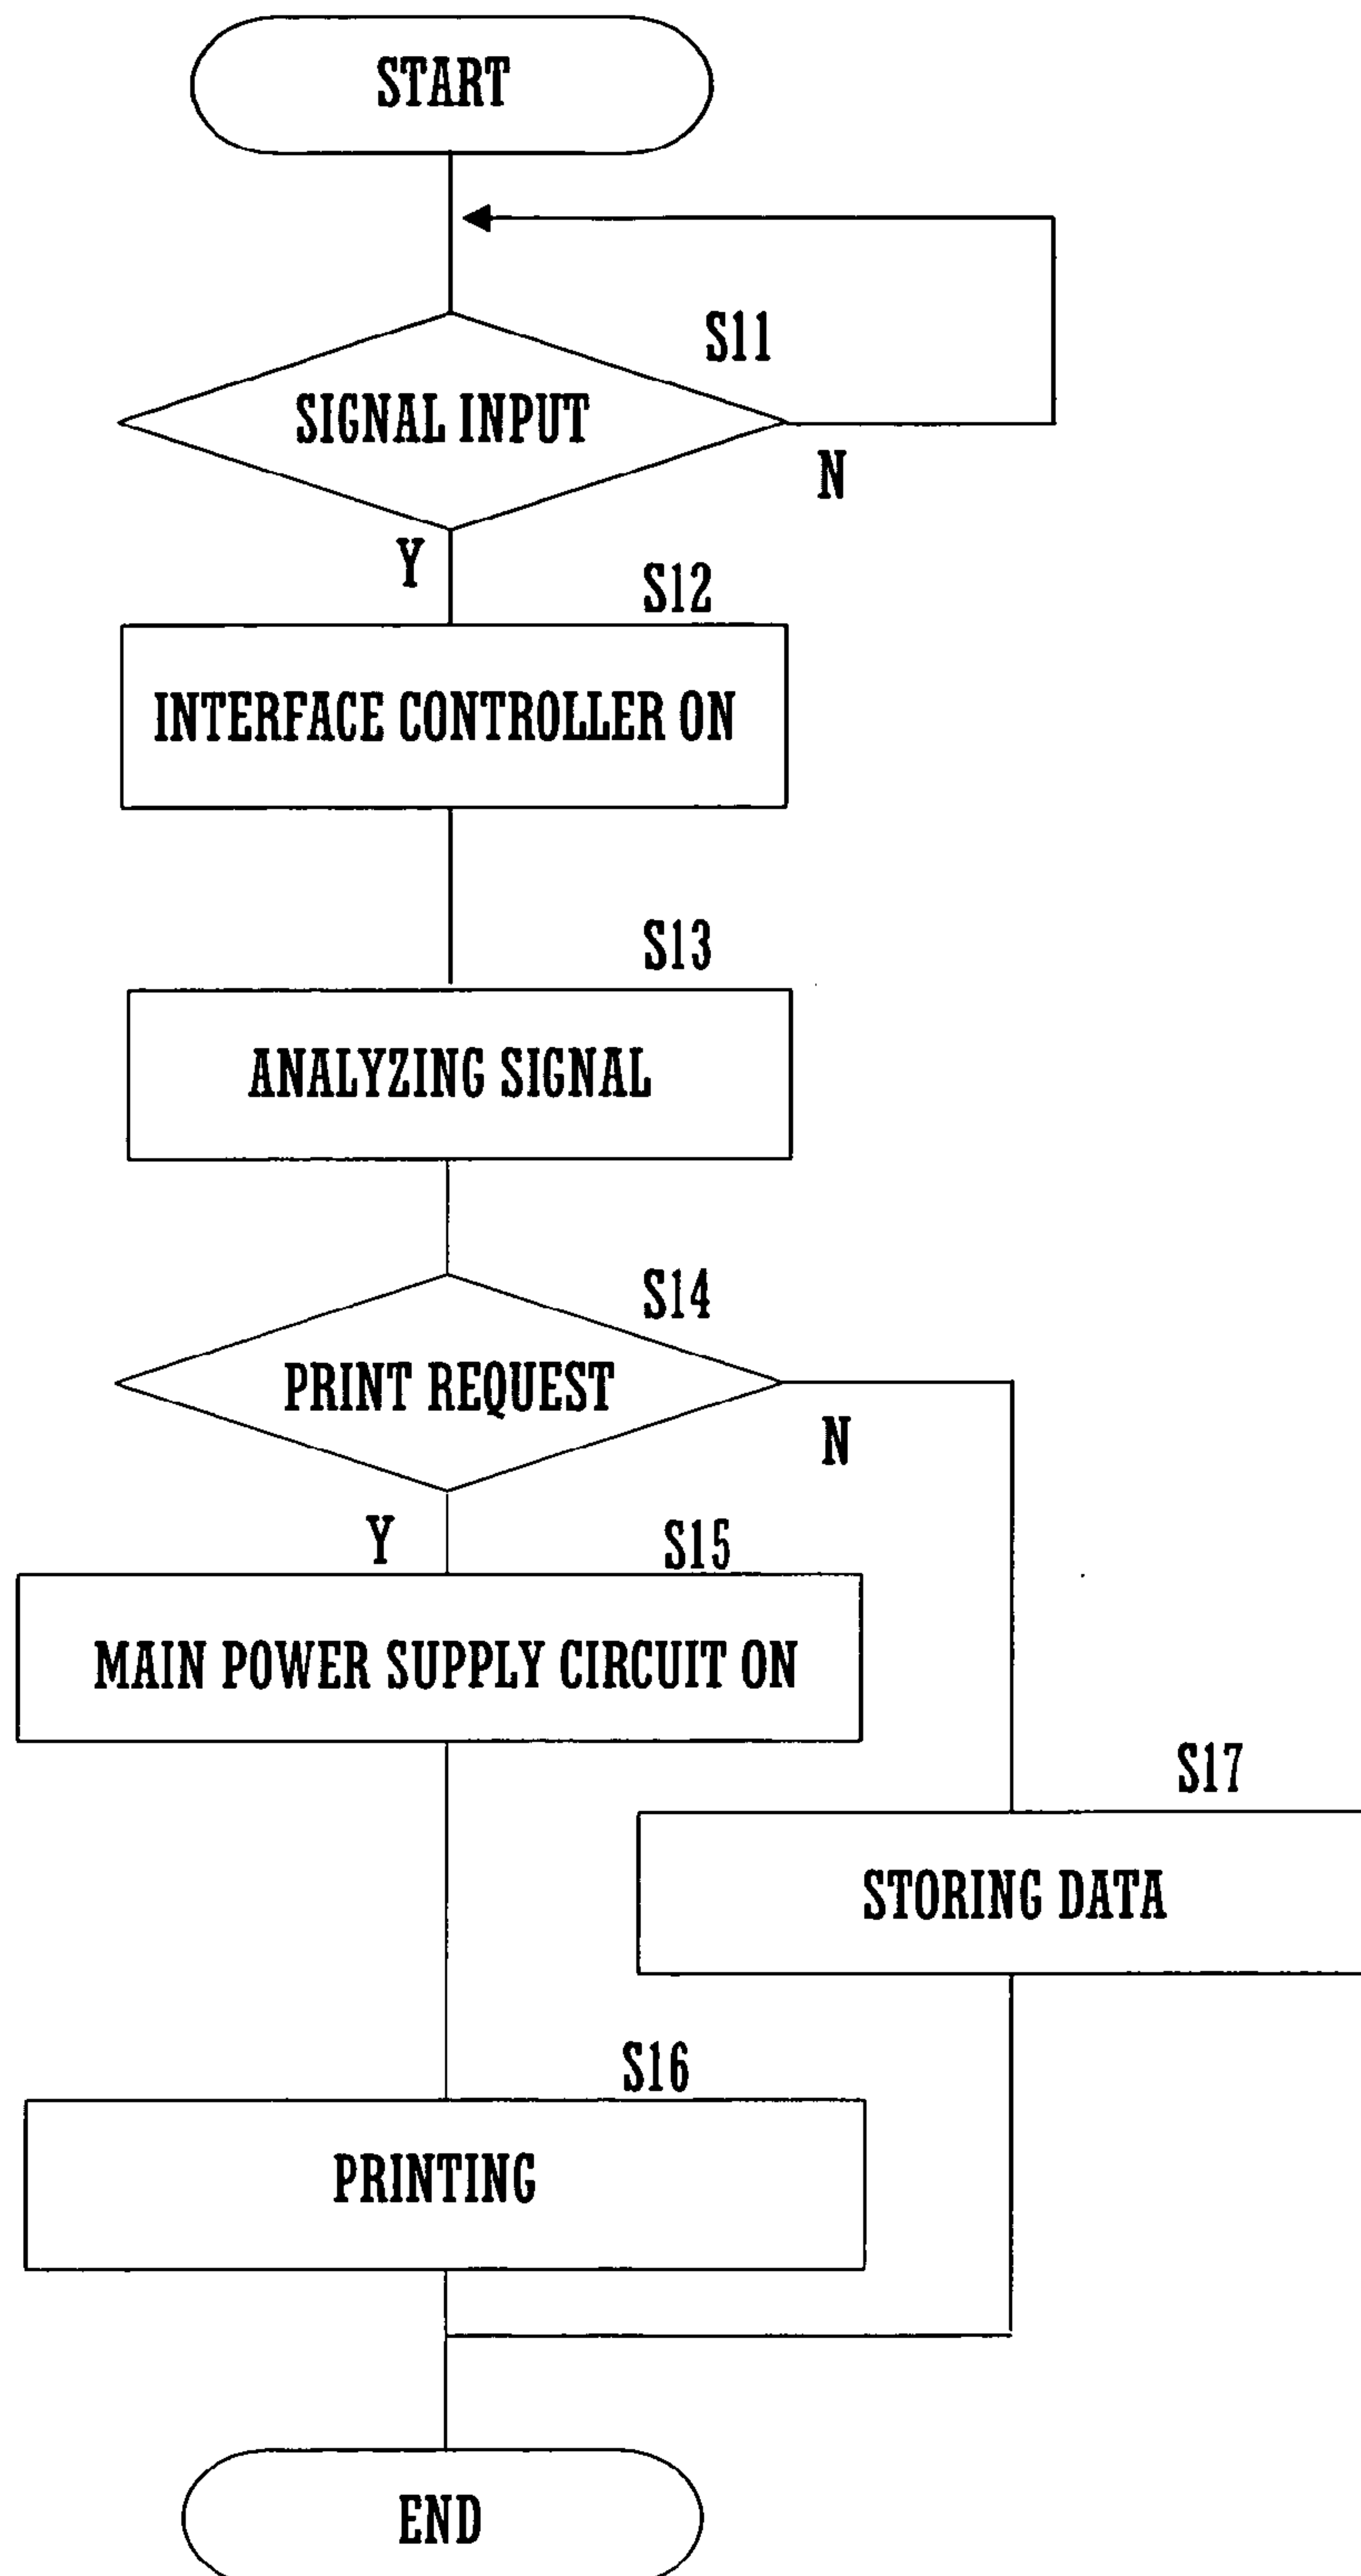 START
S11
SIGNAL INPUT
N
Y
S12
INTERFACE CONTROLLER ON
S13
ANALYZING SIGNAL
S14
PRINT REQUEST
N
Y
S15
MAIN POWER SUPPLY CIRCUIT ON
S17
STORING DATA
S16
PRINTING
END